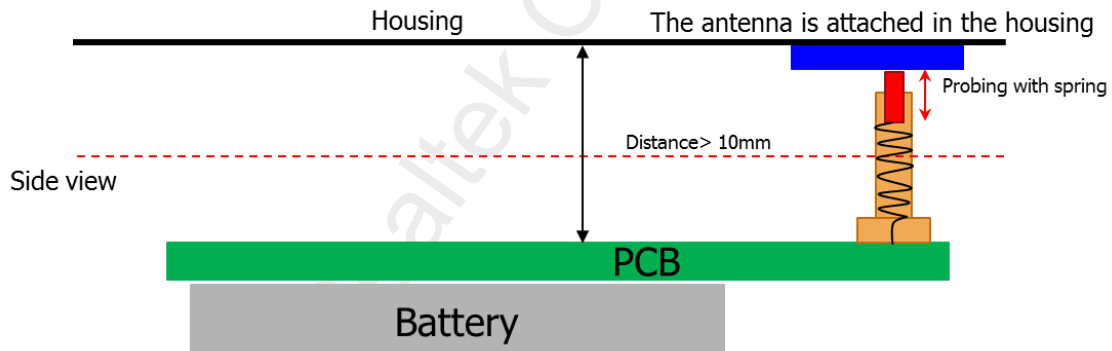 Housing
The antenna is attached in the housing
Probing with spring
Distance> 10mm
Side view
PCB
Battery